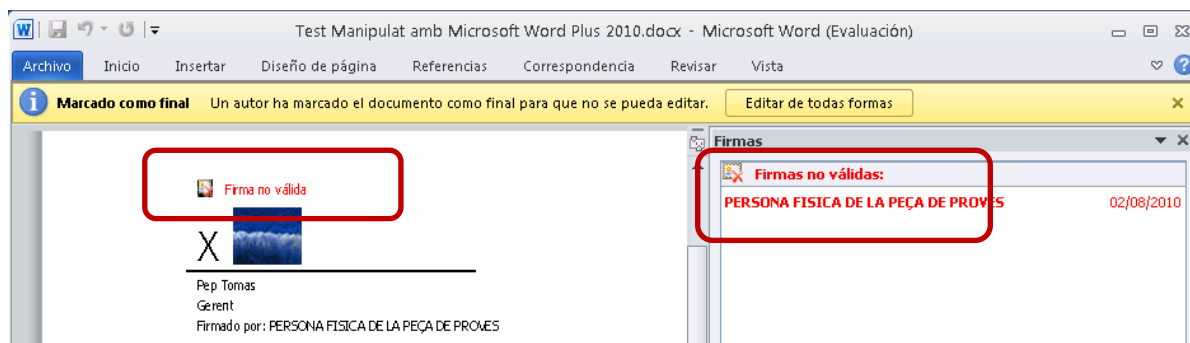 Test Manipulat amb Microsoft Word Plus 2010.docx - Microsoft Word (Evaluación)
Archivo Inicio Insertar Diseño de página Referencias Correspondencia Revisar Vista
Marcado como final Un autor ha marcado el documento como final para que no se pueda editar. Editar de todas formas
Firmas
Firma no válida
Firmas no válidas:
PERSONA FISICA DE LA PEÇA DE PROVES 02/08/2010
X
Pep Tomas
Gerent
Firmado por: PERSONA FISICA DE LA PEÇA DE PROVES